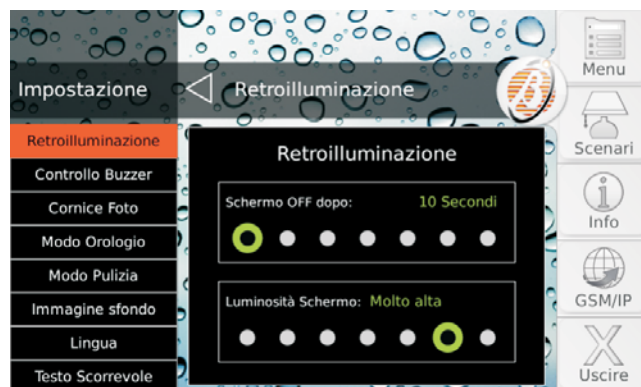 Impostazione
Retroilluminazione
Retroilluminazione
Controllo Buzzer
Cornice Foto
Modo Orologio
Modo Pulizia
Immagine sfondo
Lingua
Testo Scorrevole
Retroilluminazione
Schermo OFF dopo: 10 Secondi
Luminosità Schermo: Molto alta
Menu
Scenari
Info
GSM/IP
Uscire